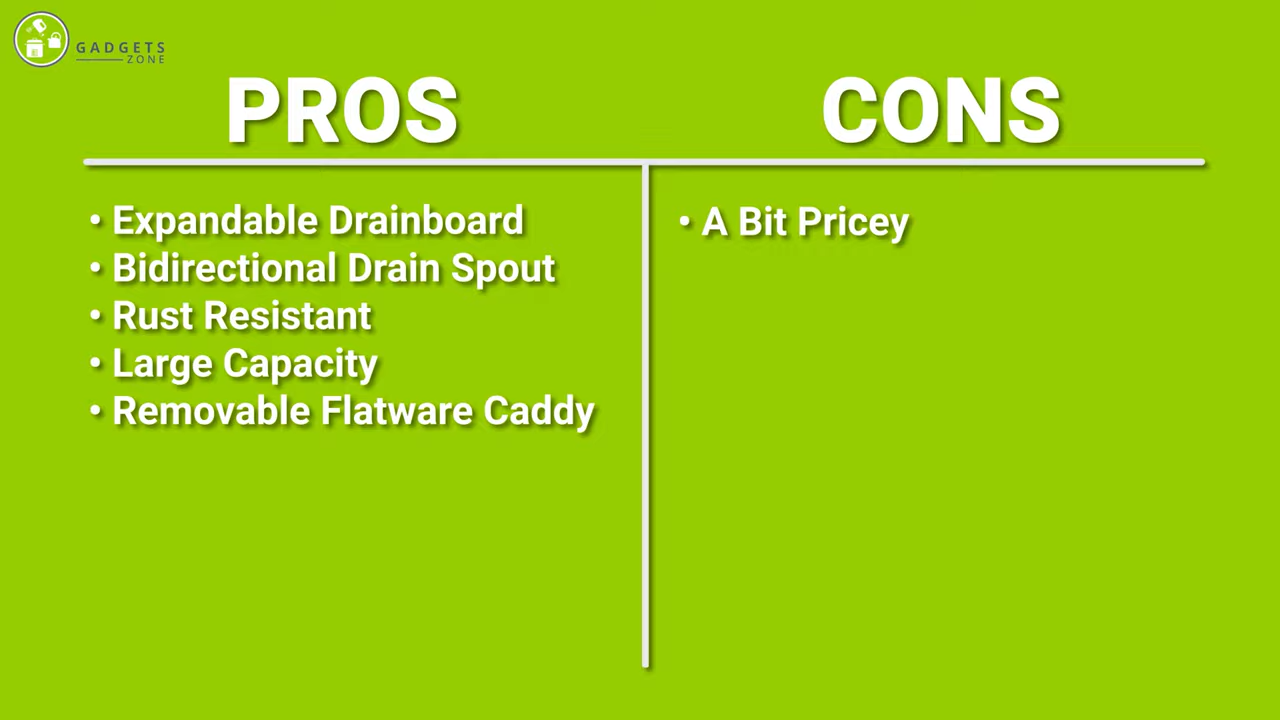 GADGETS
ZONE
PROS
CONS
• Expandable Drainboard
• Bidirectional Drain Spout
• Rust Resistant
• Large Capacity
• Removable Flatware Caddy
• A Bit Pricey